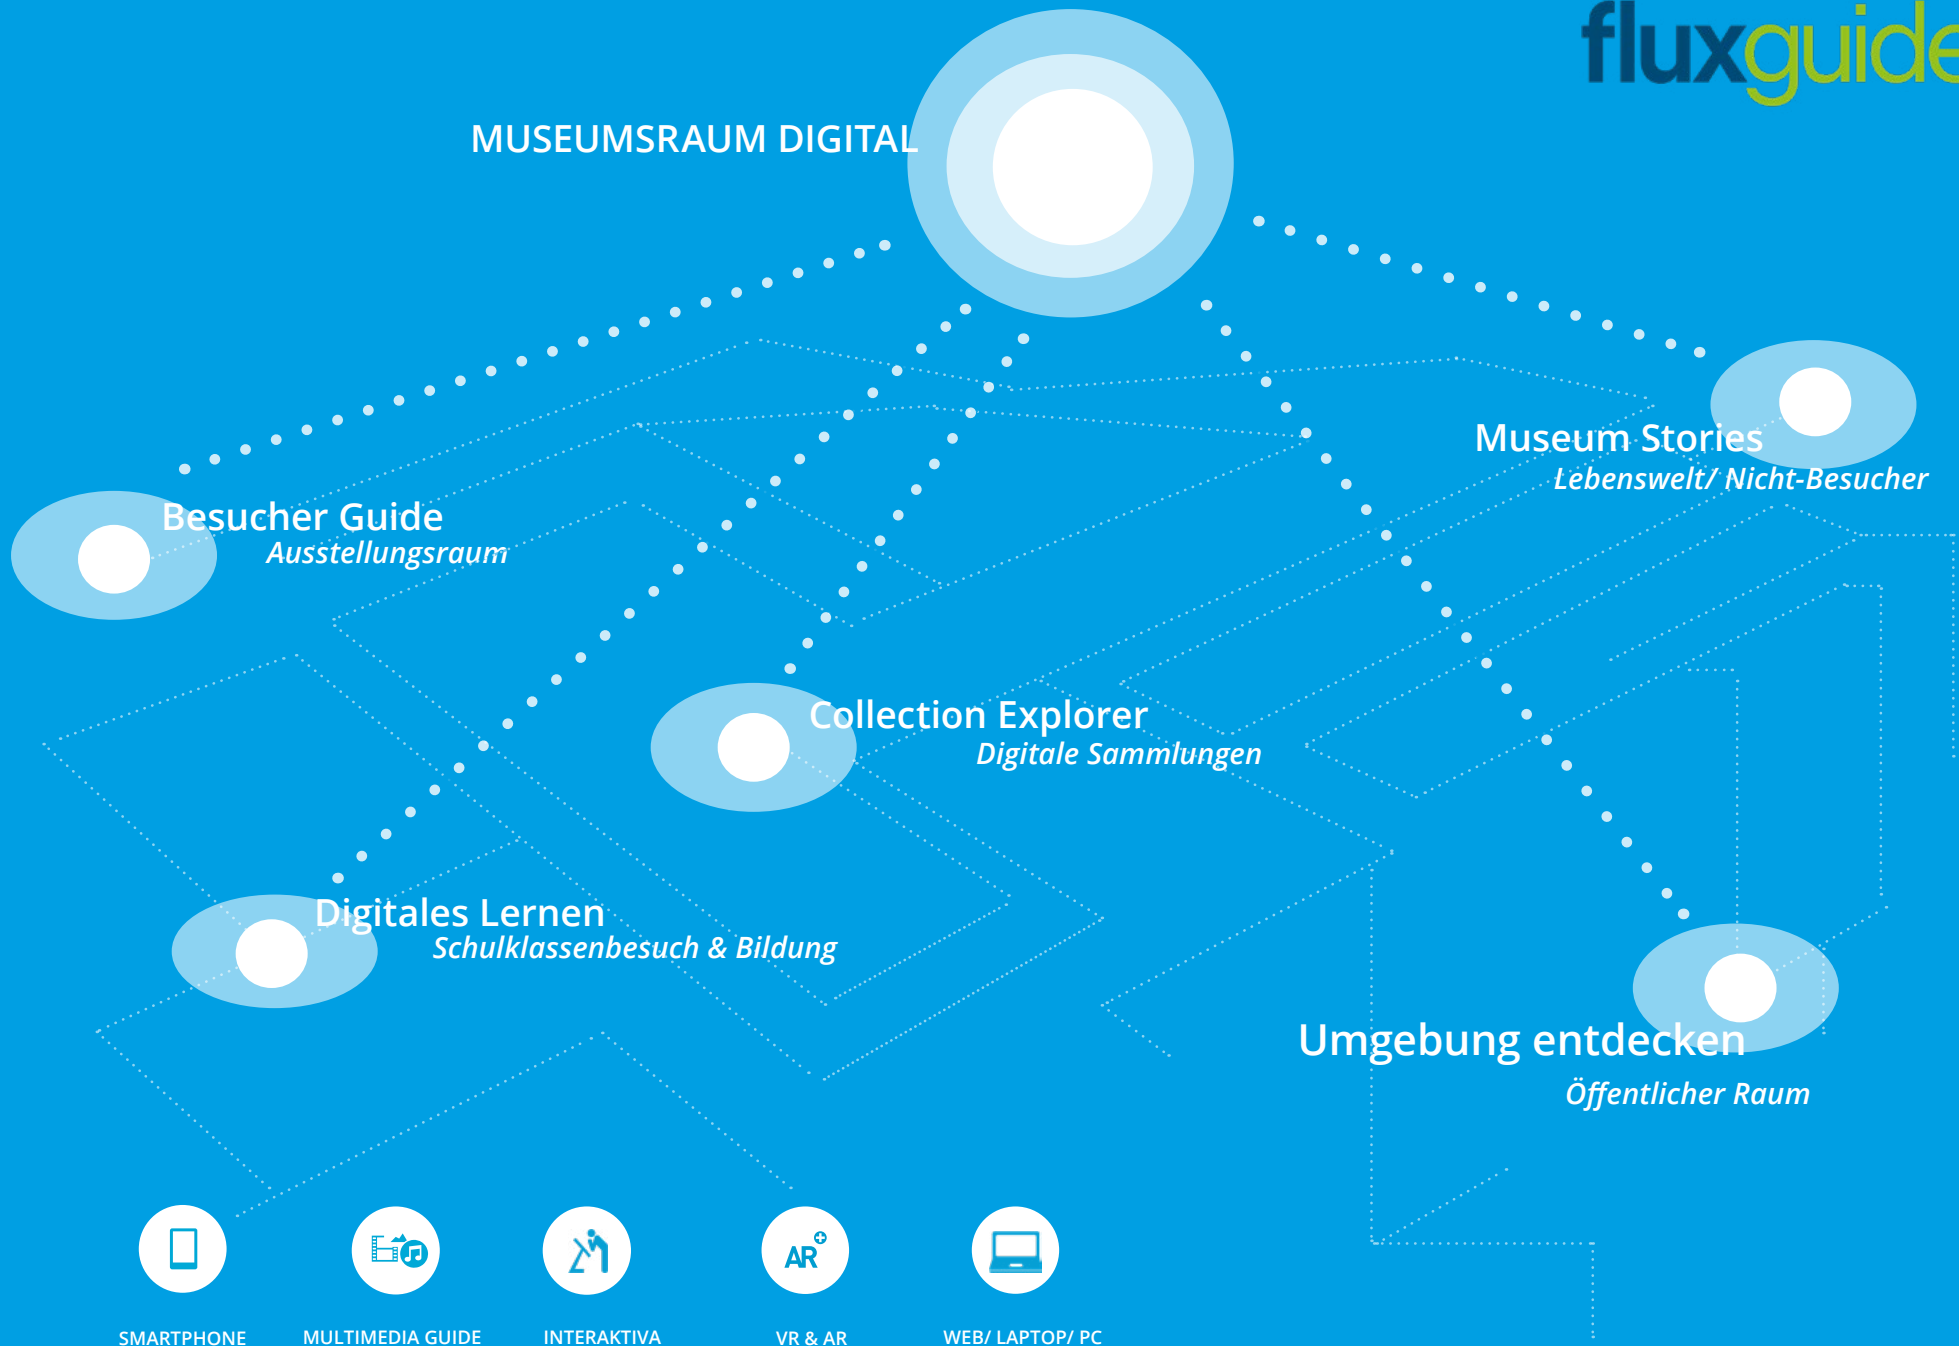 fluxguide
MUSEUMSRAUM DIGITAL
Museum Stories
Lebenswelt/ Nicht-Besucher
Besucher Guide
Ausstellungsraum
Collection Explorer
Digitale Sammlungen
Digitales Lernen
Schulklassenbesuch & Bildung
Umgebung entdecken
Öffentlicher Raum
AR
SMARTPHONE
MULTIMEDIA GUIDE
INTERAKTIVA
VR & AR
WEB/ LAPTOP/ PC